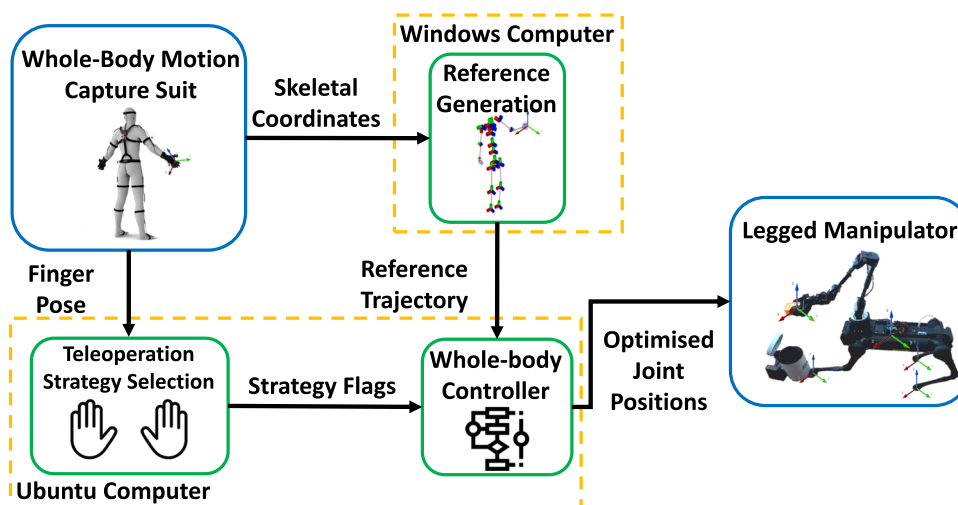 Whole-Body Motion
Capture Suit
Skeletal
Coordinates
Windows Computer
Reference
Generation
Finger
Pose
Reference
Trajectory
Teleoperation
Strategy Selection
Strategy Flags
Whole-body
Controller
Ubuntu Computer
Optimised
Joint
Positions
Legged Manipulator